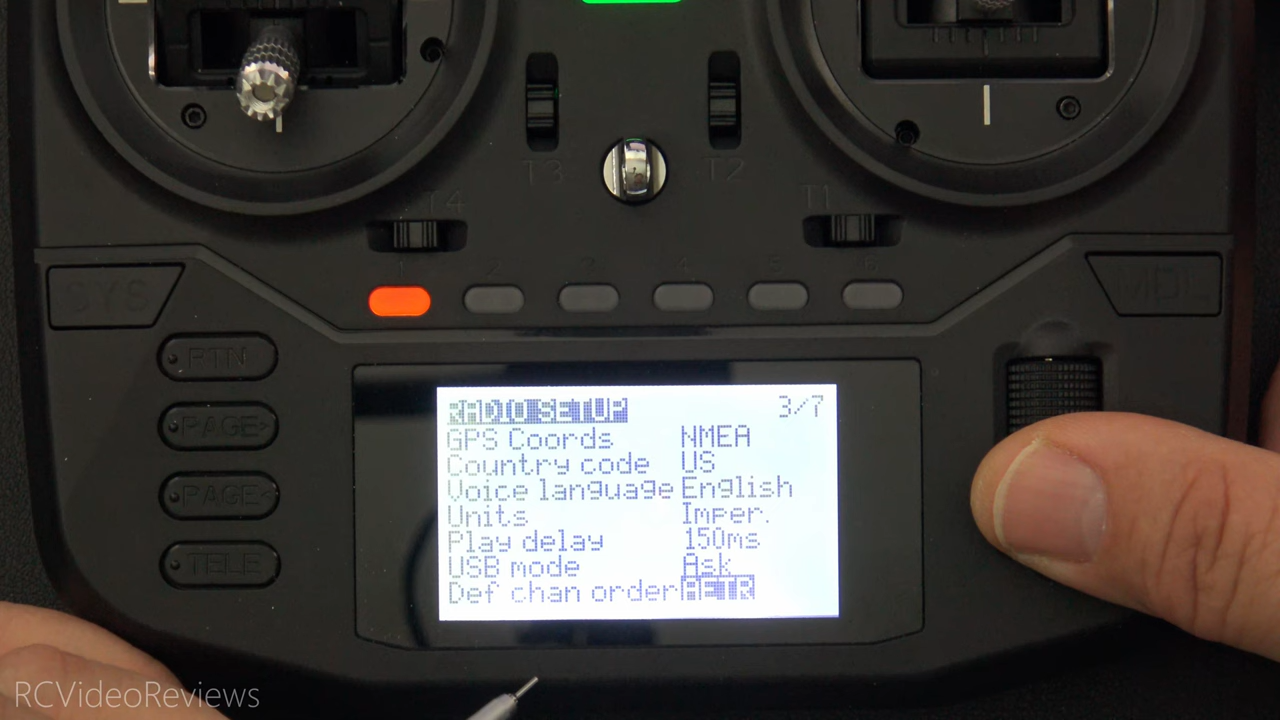 T3
T2
T4
T1
1 2 3 4 5 6
SYS
MDL
RTN
PAGE>
PAGE<
TELE
RADIO SETUP 3/7
GPS Coords NMEA
Country code US
Voice language English
Units Imper.
Play delay 150ms
USB mode Ask
Def chan order AETR
RCVideoReviews